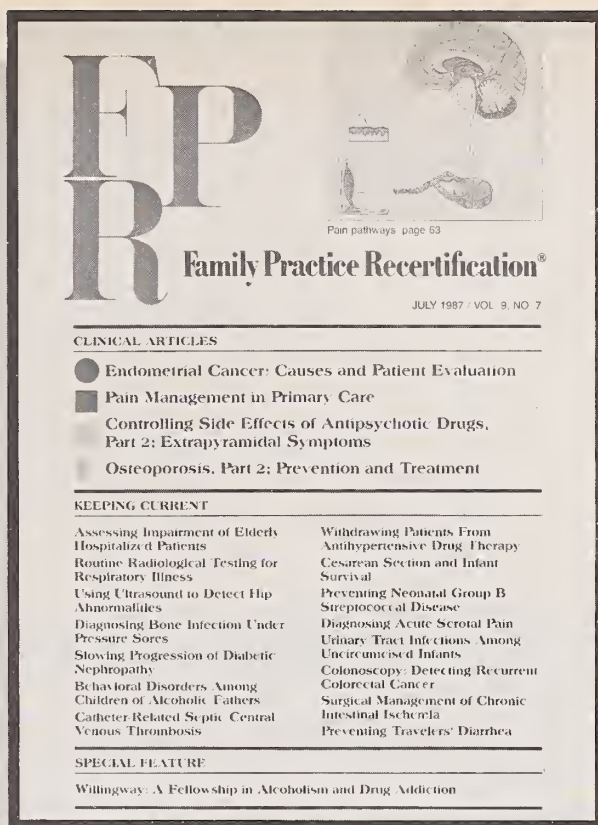 FPR
Pain pathways page 63
Family Practice Recertification®
JULY 1987 / VOL 9, NO 7
CLINICAL ARTICLES
Endometrial Cancer: Causes and Patient Evaluation
Pain Management in Primary Care
Controlling Side Effects of Antipsychotic Drugs,
Part 2: Extrapyramidal Symptoms
Osteoporosis, Part 2: Prevention and Treatment
KEEPING CURRENT
Assessing Impairment of Elderly
Hospitalized Patients
Routine Radiological Testing for
Respiratory Illness
Using Ultrasound to Detect Hip
Abnormalities
Diagnosing Bone Infection Under
Pressure Sores
Slowing Progression of Diabetic
Nephropathy
Behavioral Disorders Among
Children of Alcoholic Fathers
Catheter-Related Septic Central
Venous Thrombosis
Withdrawing Patients From
Antihypertensive Drug Therapy
Cesarean Section and Infant
Survival
Preventing Neonatal Group B
Streptococcal Disease
Diagnosing Acute Scrotal Pain
Urinary Tract Infections Among
Uncircumcised Infants
Colonoscopy: Detecting Recurrent
Colorectal Cancer
Surgical Management of Chronic
Intestinal Ischemia
Preventing Travelers' Diarrhea
SPECIAL FEATURE
Willingway: A Fellowship in Alcoholism and Drug Addiction